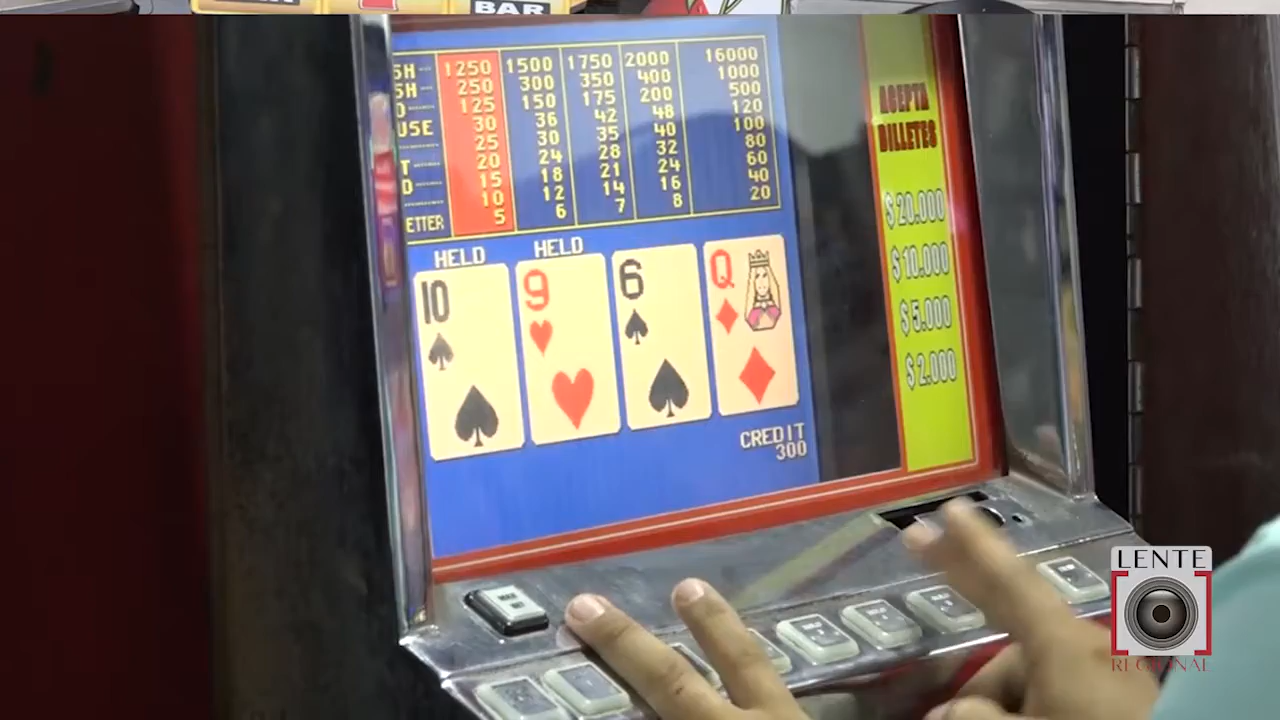 BAR
SH 1250 1500 1750 2000 16000
SH 250 300 350 400 1000
O 125 150 175 200 500
USE 30 36 42 48 120
25 30 35 40 100
T 20 24 28 32 80
D 15 18 21 24 60
10 12 14 16 40
ETTER 5 6 7 8 20
HELD HELD
10 9 6 Q
CREDIT
300
ACEPTA
BILLETES
$20.000
$10.000
$5.000
$2.000
LENTE
REGIONAL